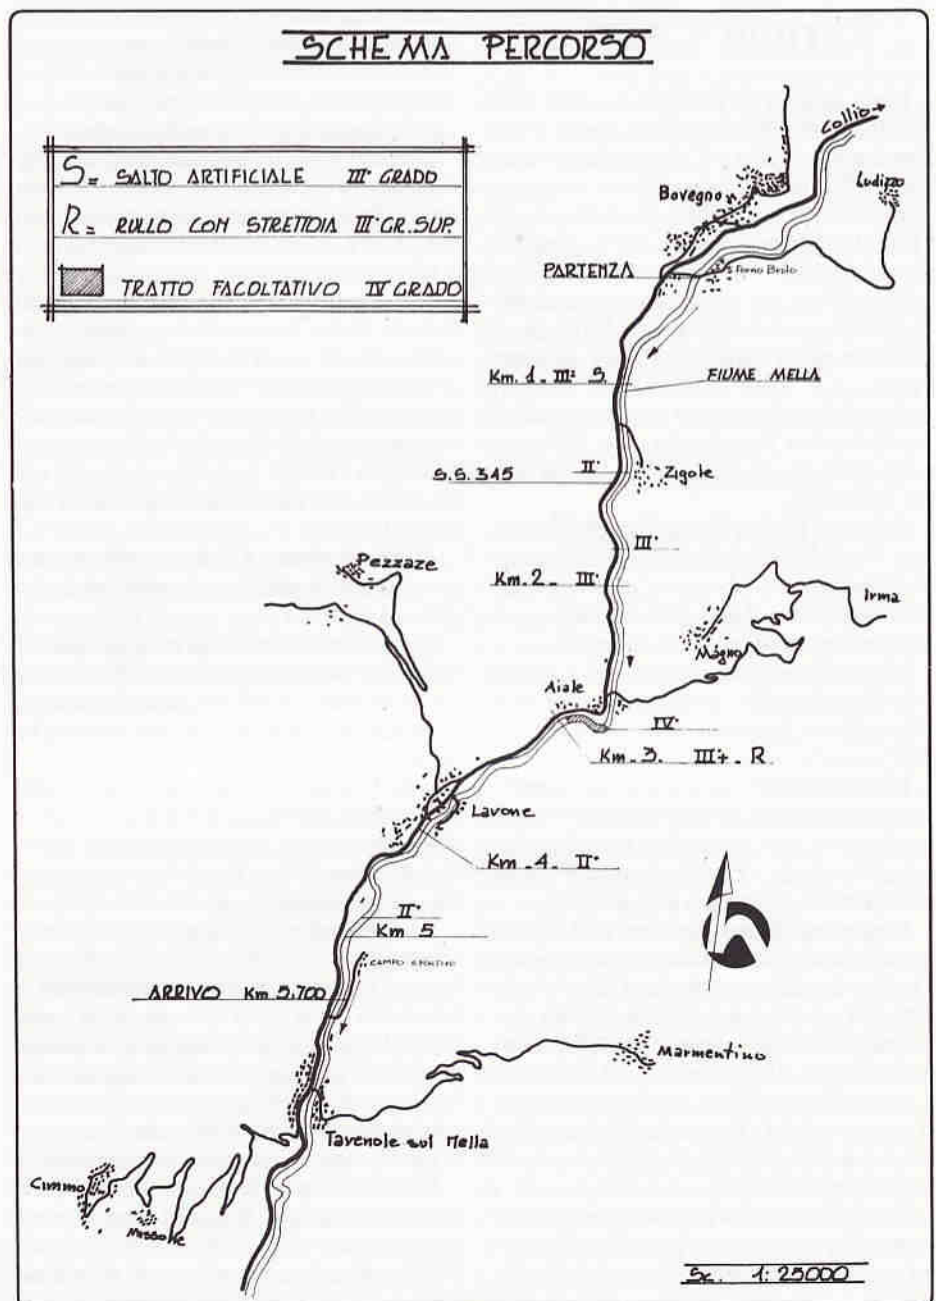 SCHEMA PERCORSO
S= SALTO ARTIFICIALE III° GRADO
R= RULLO CON STRETTOIA III° GR. SUP.
TRATTO FACOLTATIVO IV GRADO
Collio
Bovegno
Ludizzo
PARTENZA
Forno Brolo
Km. 1 - III° S.
FIUME MELLA
II°
S.S. 345
Zigole
III°
Km. 2 - III°
Pezzaze
Irma
Magno
Aiale
IV°
Km. 3. III+ - R
Lavone
Km. 4 - II°
II°
Km 5
CAMPO SPORTIVO
ARRIVO Km 5.700
Marmentino
Tavenole sul Mella
Cimmo
Missone
Sc. 1:25000